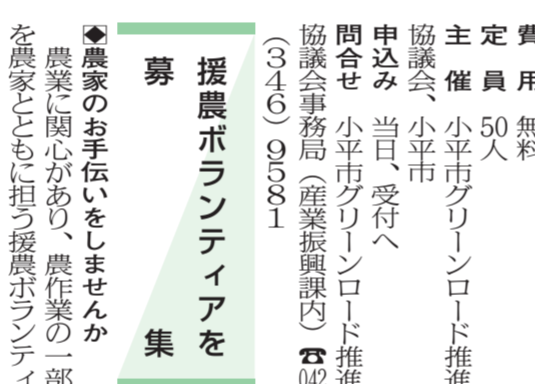 費用　無料
定員　50人
主催　小平市グリーンロード推進
協議会、小平市
申込み　当日、受付へ
問合せ　小平市グリーンロード推進
協議会事務局（産業振興課内）☎042
（346）9581
援農ボランティアを
募集
◆農家のお手伝いをしませんか
農業に関心があり、農作業の一部
を農家とともに担う援農ボランティ